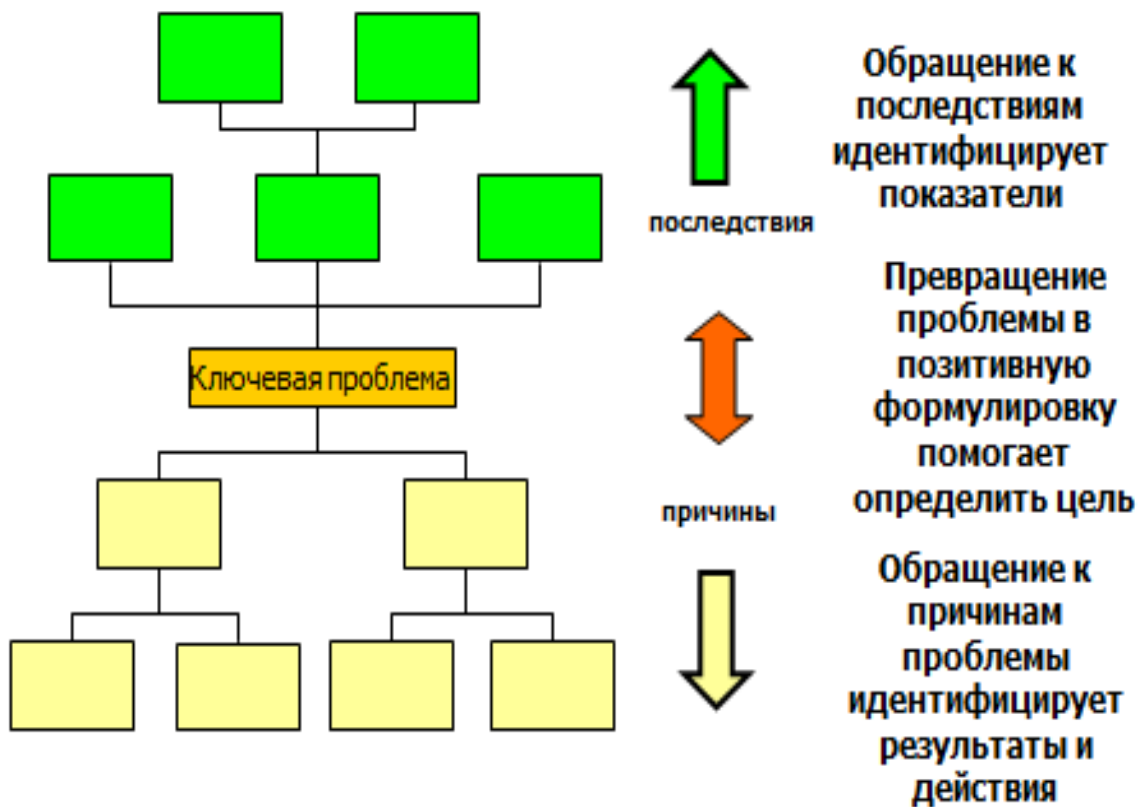 Обращение к
последствиям
идентифицирует
показатели
последствия
Превращение
проблемы в
позитивную
формулировку
помогает
определить цель
Ключевая проблема
причины
Обращение к
причинам
проблемы
идентифицирует
результаты и
действия